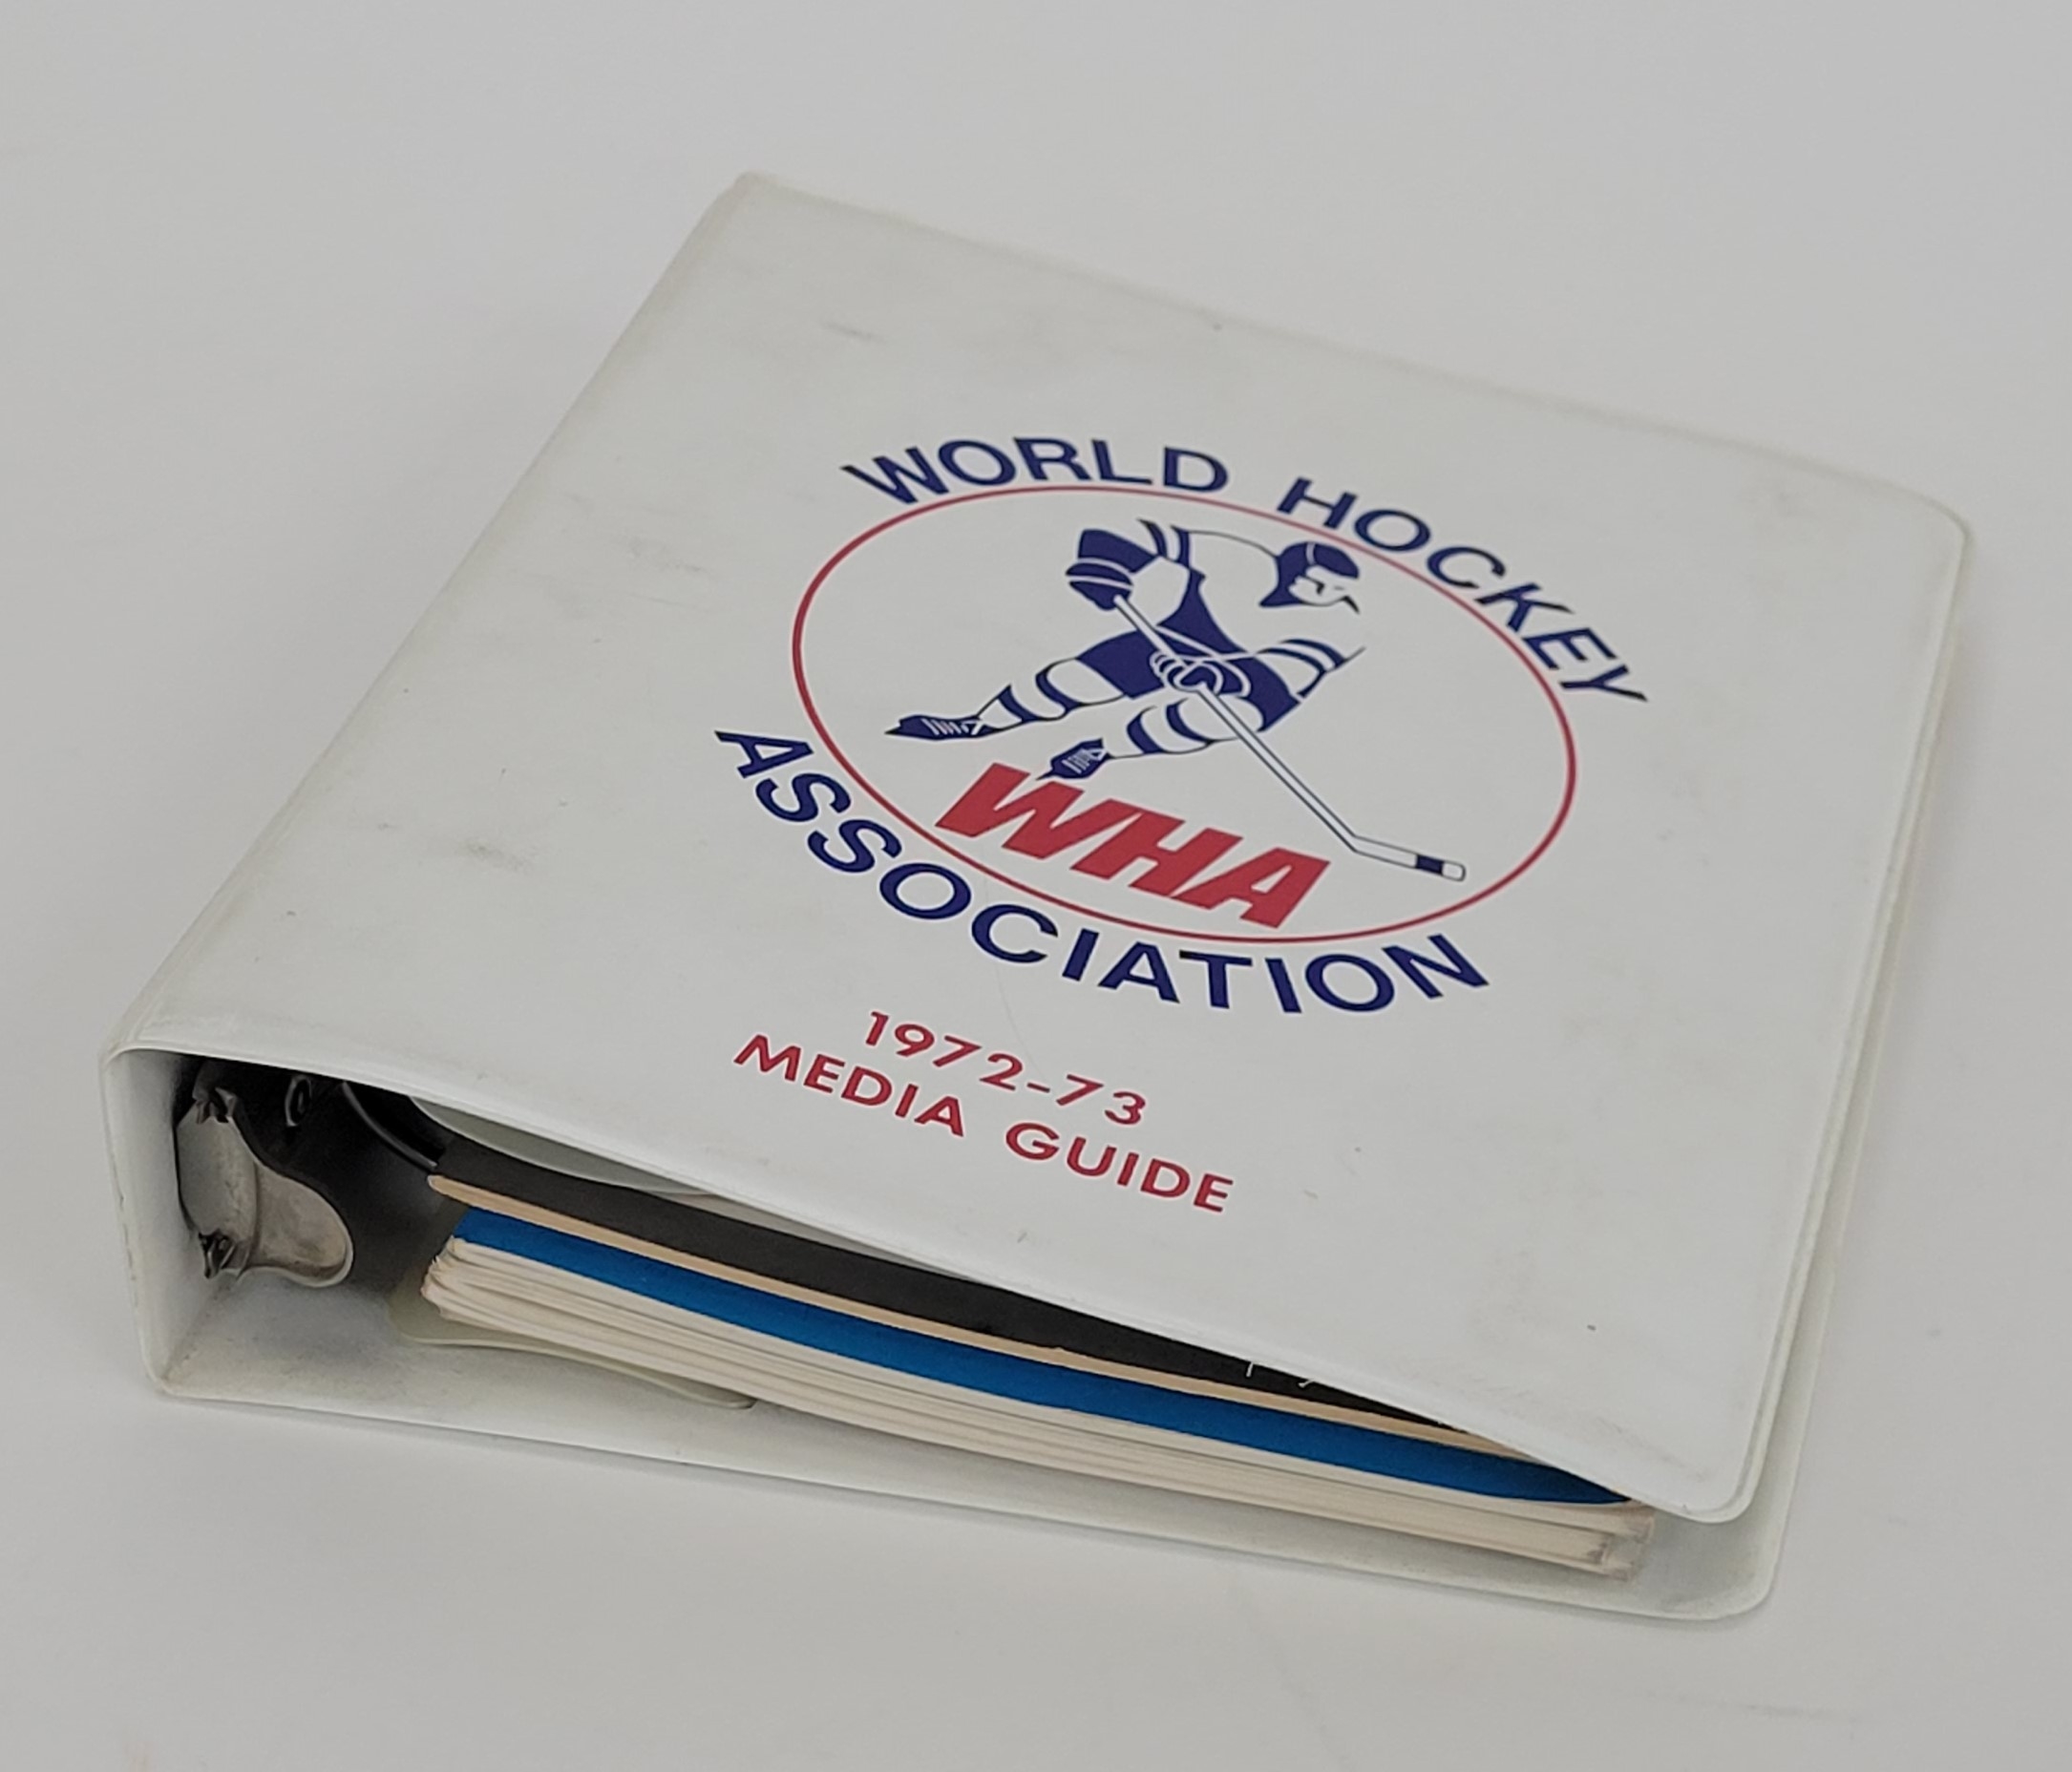 WORLD HOCKEY
WHA
ASSOCIATION
1972-73
MEDIA GUIDE